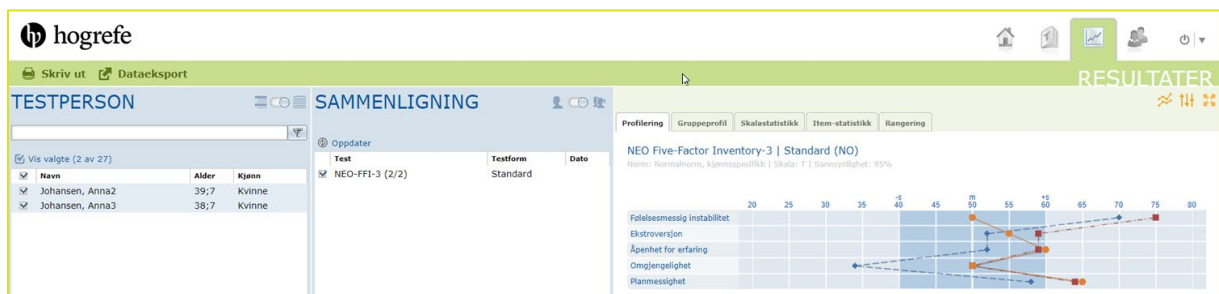 hogrefe
Skriv ut Dataeksport
RESULTATER
TESTPERSON
Vis valgte (2 av 27)
Navn Alder Kjønn
Johansen, Anna2 39;7 Kvinne
Johansen, Anna3 38;7 Kvinne
SAMMENLIGNING
Oppdater
Test Testform Dato
NEO-FFI-3 (2/2) Standard
Profilering Gruppeprofil Skalastatistikk Item-statistikk Rangering
NEO Five-Factor Inventory-3 | Standard (NO)
Norm: Normalnorm, kjønnsspesifikk | Skala: T | Sannsynlighet: 95%
-s m +s
20 25 30 35 40 45 50 55 60 65 70 75 80
Følelsesmessig instabilitet
Ekstroversjon
Åpenhet for erfaring
Omgjengelighet
Planmessighet